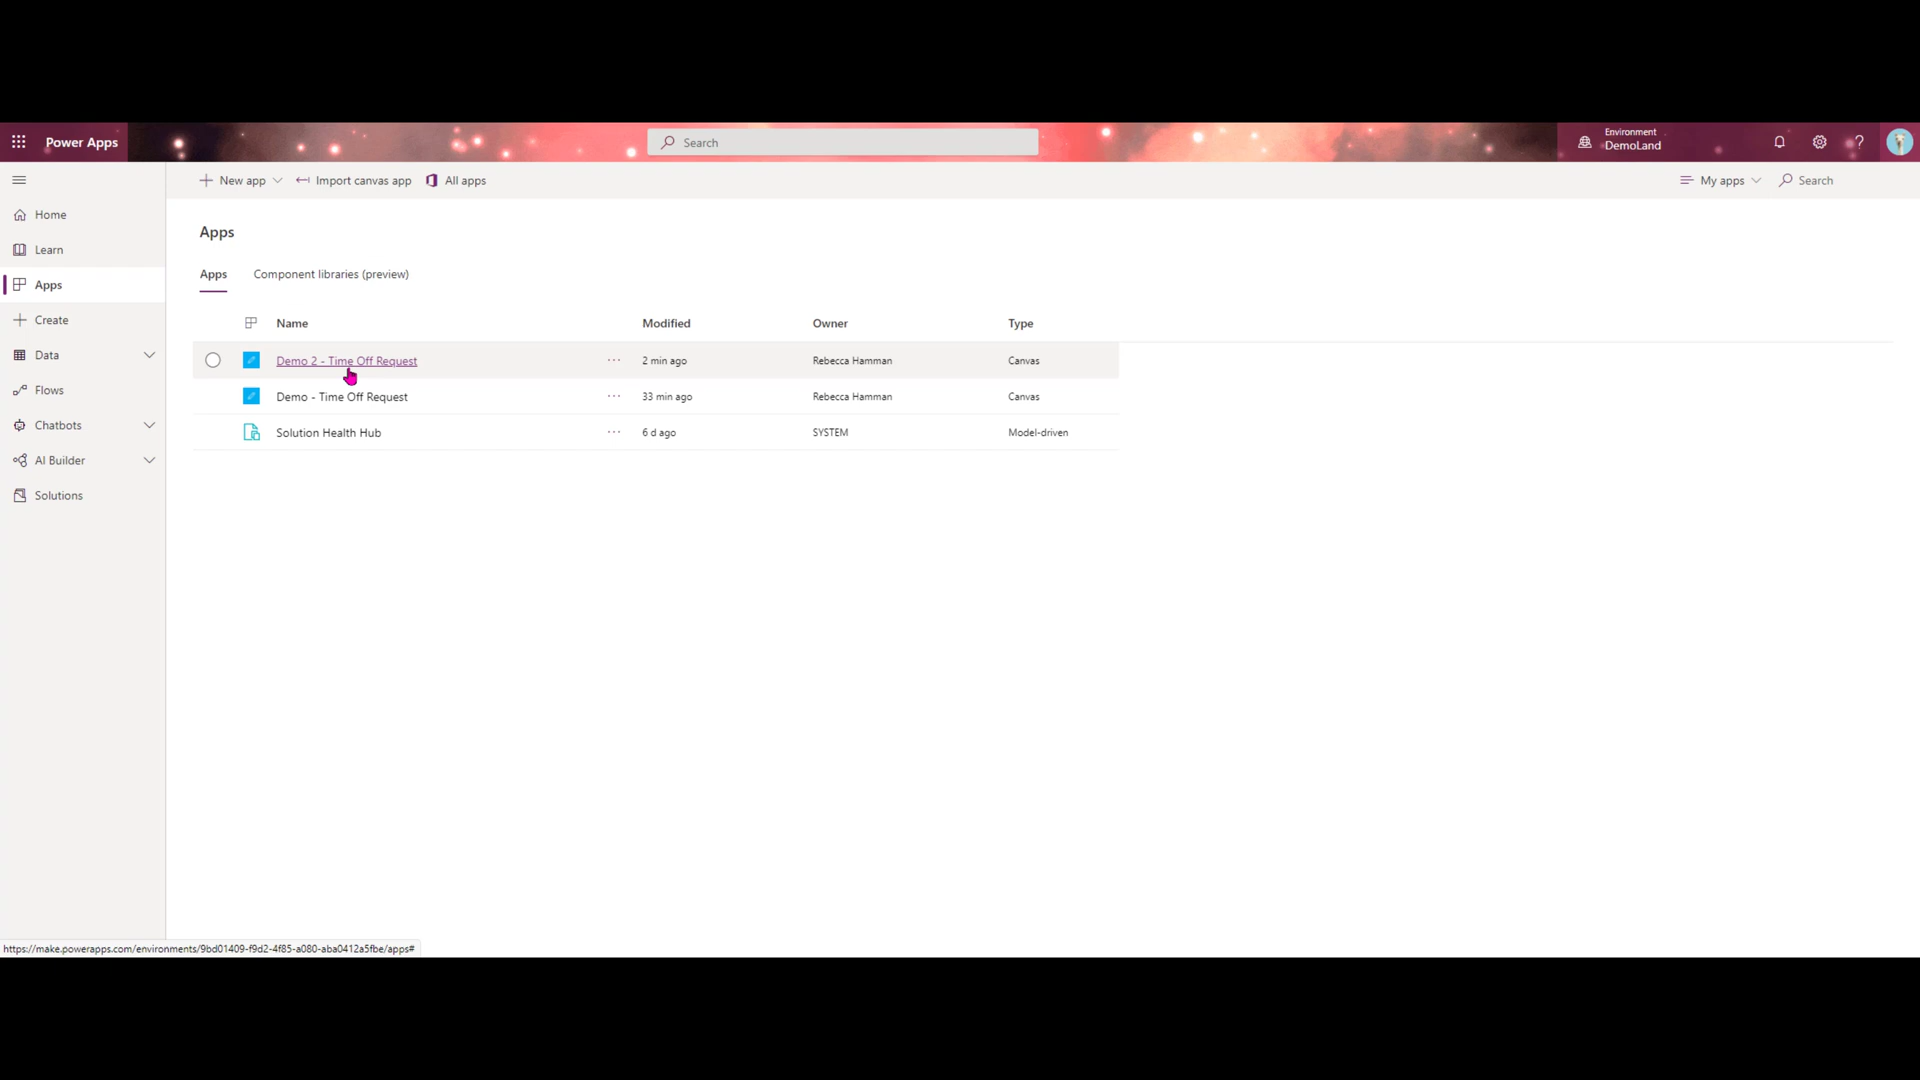 Power Apps
Search
Environment
DemoLand
?
New app
Import canvas app
All apps
My apps
Search
Home
Learn
Apps
Create
Data
Flows
Chatbots
AI Builder
Solutions
Apps
Apps
Component libraries (preview)
Name Modified Owner Type
Demo 2 - Time Off Request ... 2 min ago Rebecca Hamman Canvas
Demo - Time Off Request ... 33 min ago Rebecca Hamman Canvas
Solution Health Hub ... 6 d ago SYSTEM Model-driven
https://make.powerapps.com/environments/9bd01409-f9d2-4f85-a080-aba0412a5fbe/apps#